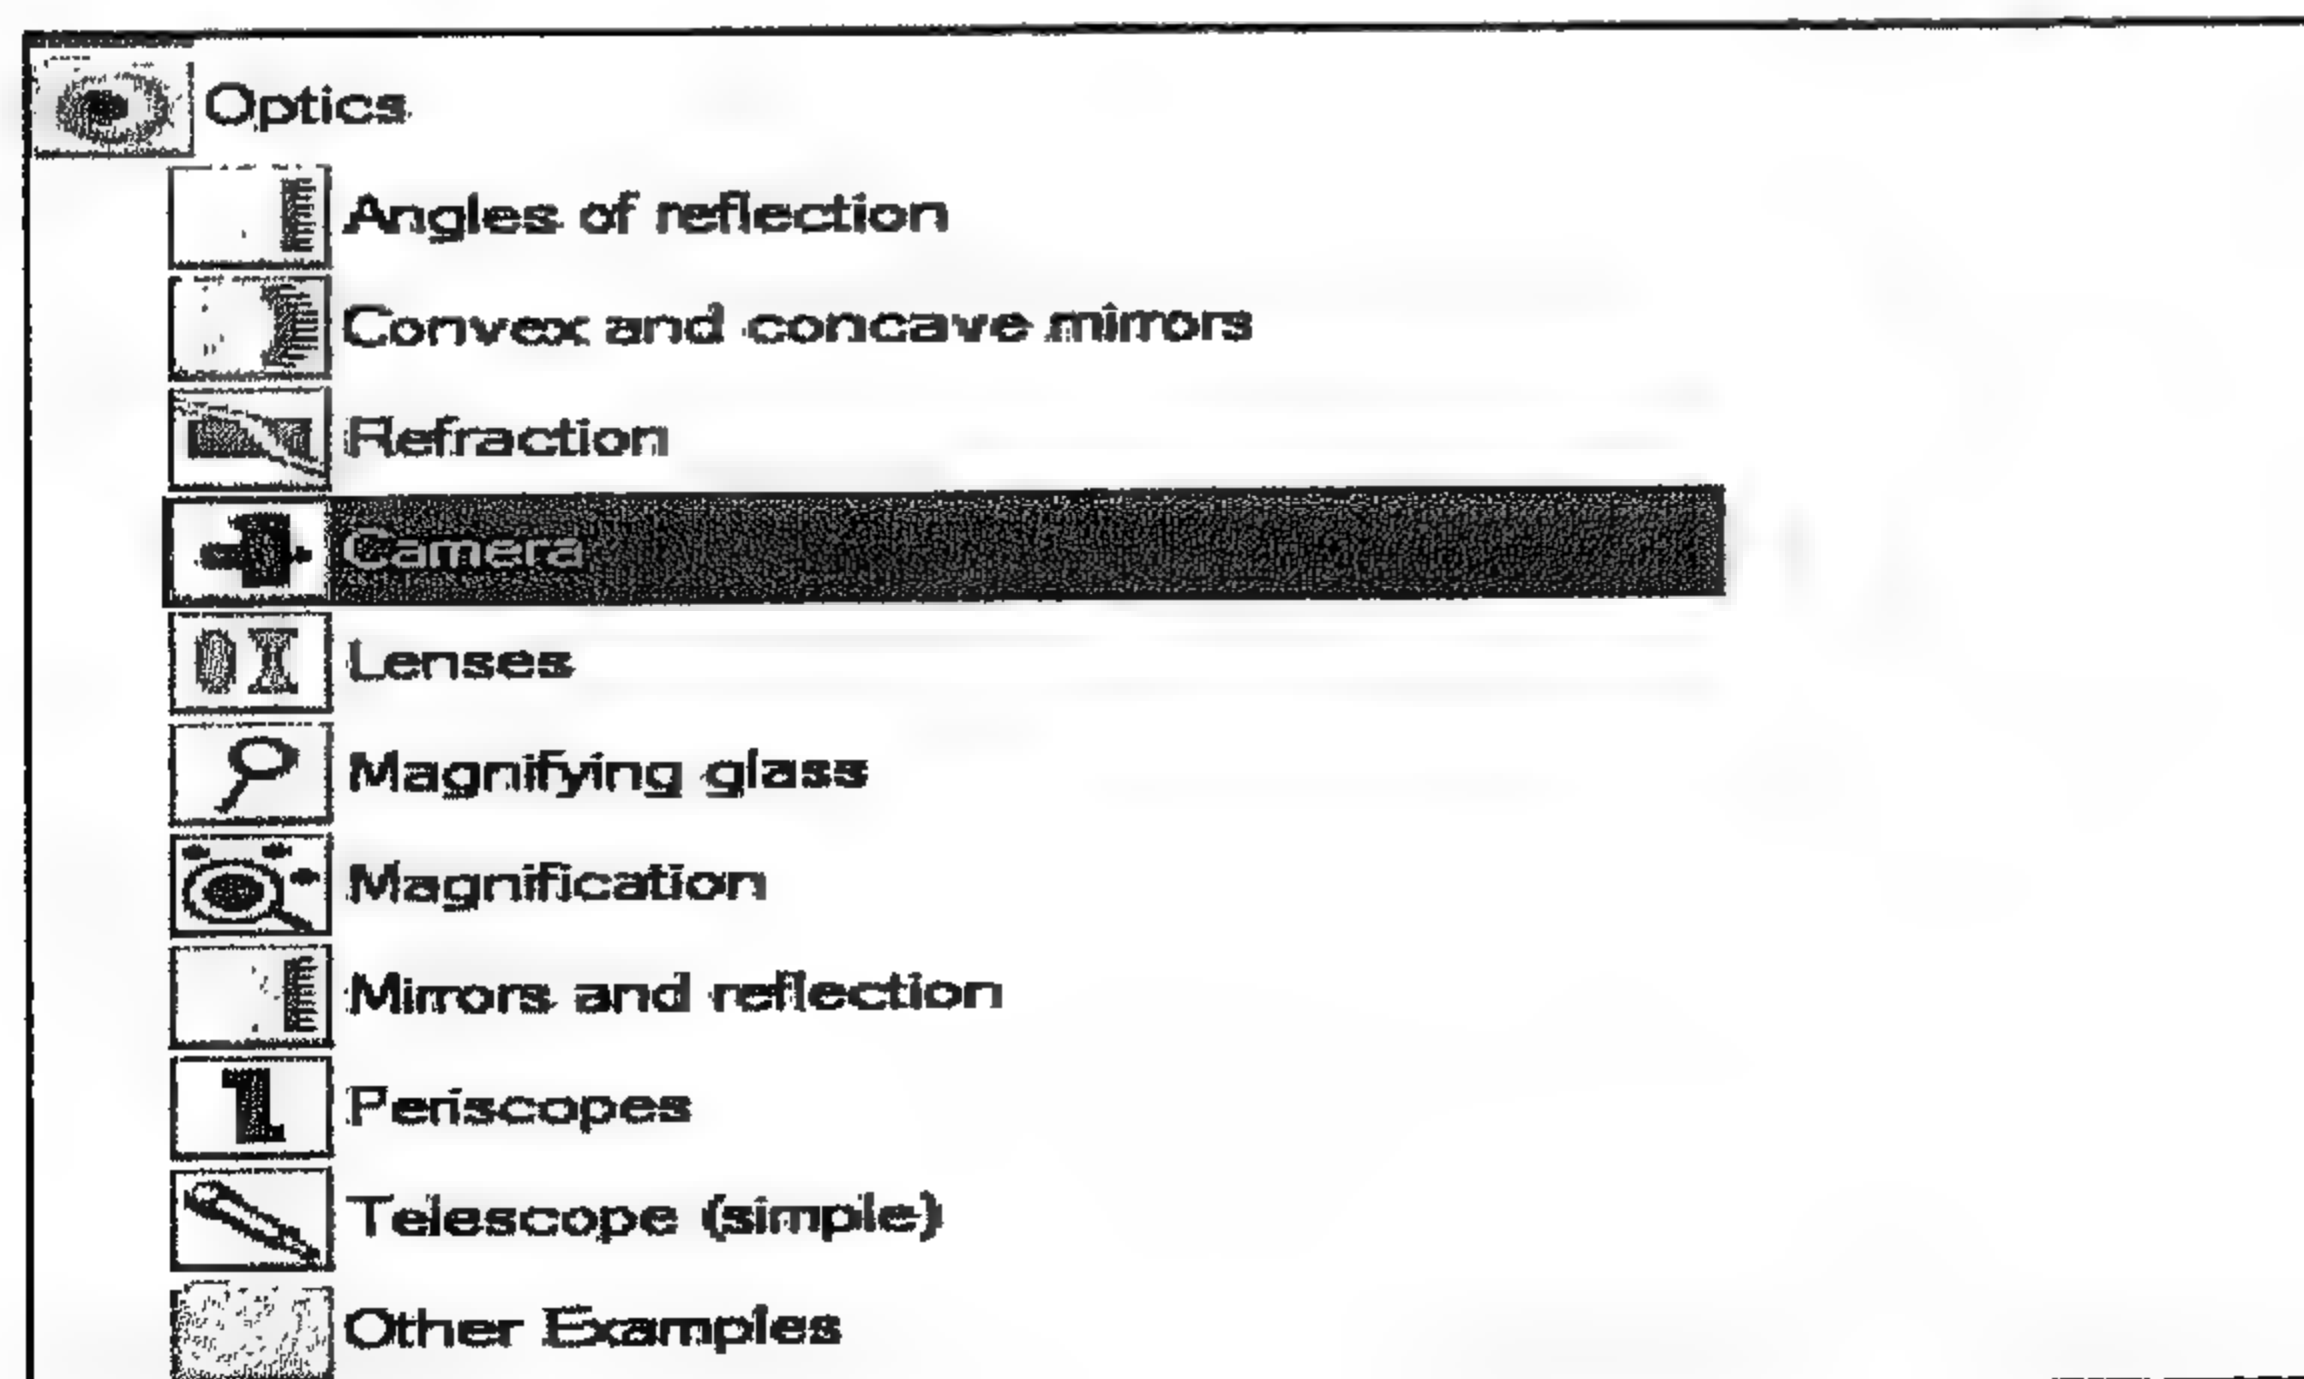 Optics
Angles of reflection
Convex and concave mirrors
Refraction
Camera
Lenses
Magnifying glass
Magnification
Mirrors and reflection
Periscopes
Telescope (simple)
Other Examples